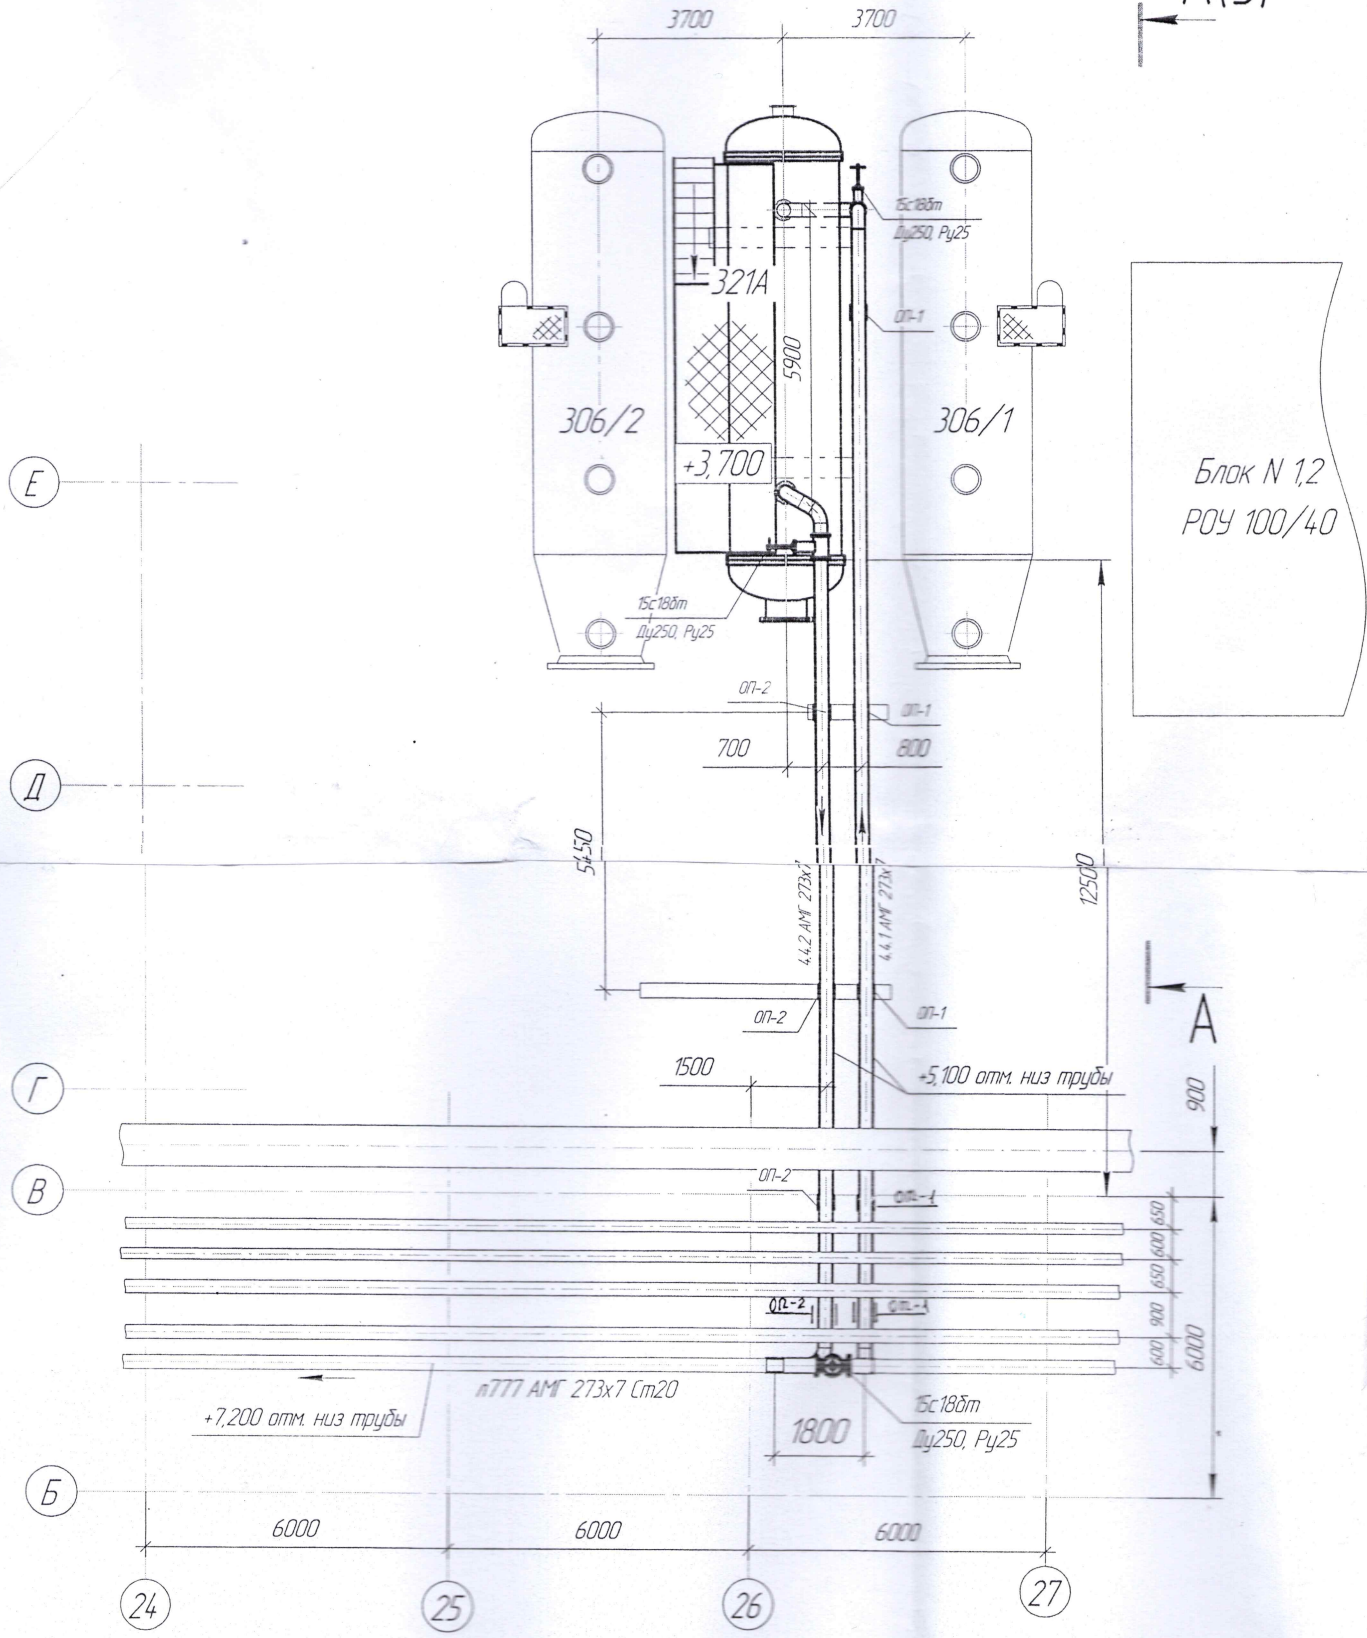 3700
3700
15с18бт
Ду250, Ру25
321А
ОП-1
5900
306/2
306/1
+3,700
Е
Блок N 1,2
РОУ 100/40
15с18бт
Ду250, Ру25
ОП-2
ОП-1
700
800
Д
5450
12500
4.4.2 АМГ 273х7
4.4.1 АМГ 273х7
ОП-2
ОП-1
А
1500
+5,100 отм. низ трубы
900
Г
ОП-2
ОП-1
В
650
600
650
900
600
6000
ОП-2
ОП-1
л777 АМГ 273х7 Ст20
+7,200 отм. низ трубы
15с18бт
Ду250, Ру25
1800
Б
6000
6000
6000
24
25
26
27